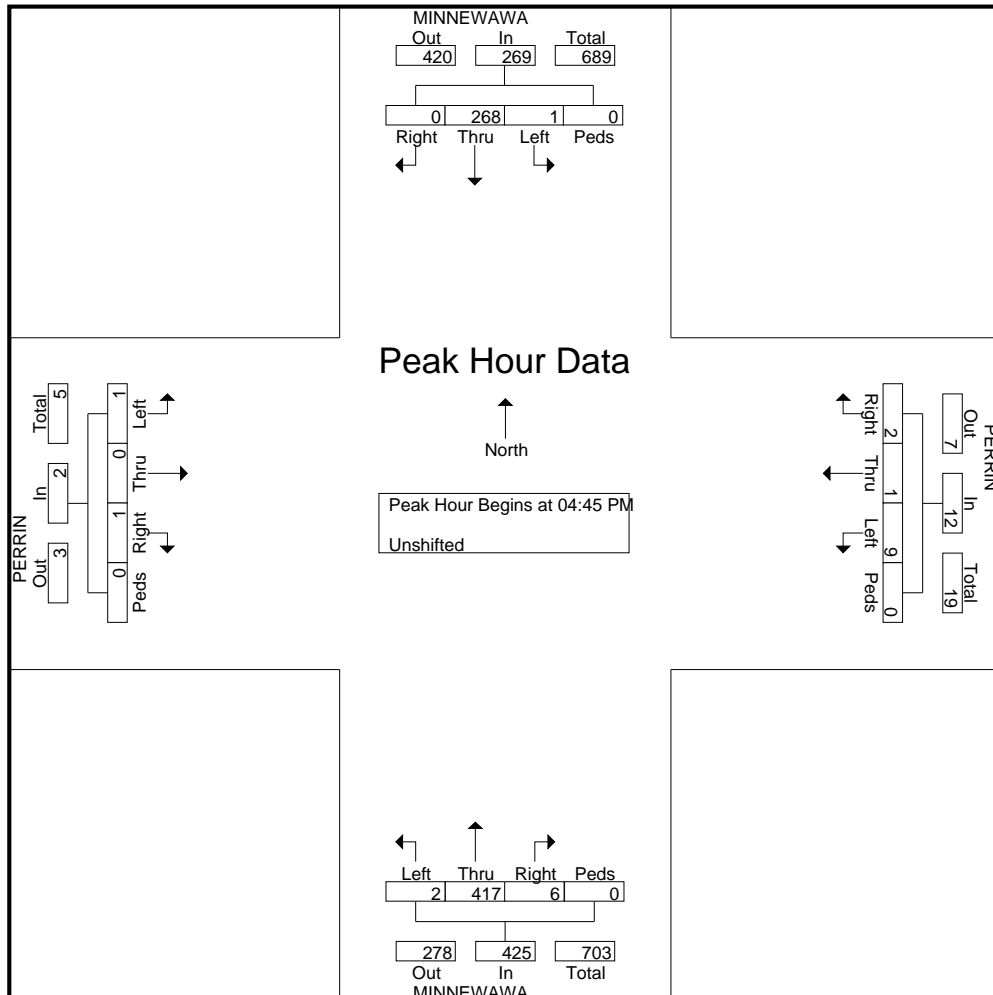 MINNEWAWA
Out In Total
420 269 689
0 268 1 0
Right Thru Left Peds
Peak Hour Data
North
Peak Hour Begins at 04:45 PM
Unshifted
PERRIN
Out In Total
3 2 5
1 0 1 0
Left Thru Right Peds
Right Thru Left Peds
2 1 9 0
7 12 19
Out In Total
PERRIN
Left Thru Right Peds
2 417 6 0
278 425 703
Out In Total
MINNEWAWA